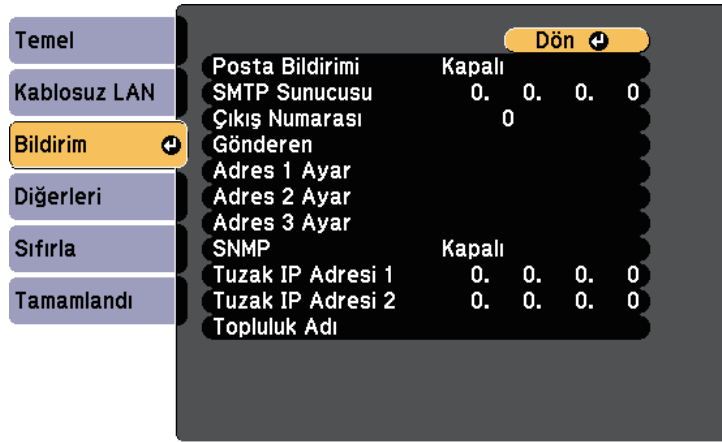 Temel
Kablosuz LAN
Bildirim
Diğerleri
Sıfırla
Tamamlandı
Dön
Posta Bildirimi Kapalı
SMTP Sunucusu 0. 0. 0. 0
Çıkış Numarası 0
Gönderen
Adres 1 Ayar
Adres 2 Ayar
Adres 3 Ayar
SNMP Kapalı
Tuzak IP Adresi 1 0. 0. 0. 0
Tuzak IP Adresi 2 0. 0. 0. 0
Topluluk Adı